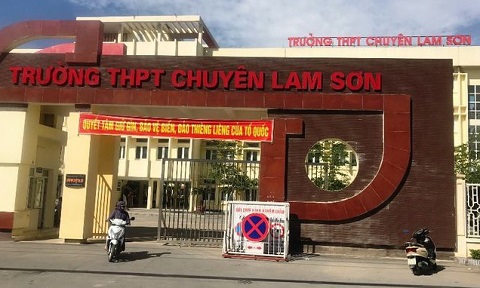 TRƯỜNG THPT CHUYÊN LAM SƠN
TRƯỜNG THPT CHUYÊN LAM SƠN
QUYẾT TÂM GIỮ GÌN, BẢO VỆ BIỂN, ĐẢO THIÊNG LIÊNG CỦA TỔ QUỐC